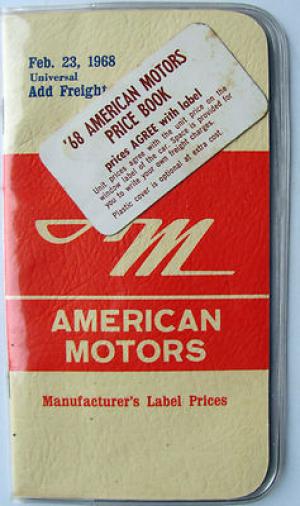 Feb. 23, 1968
Universal
Add Freight
'68 AMERICAN MOTORS
PRICE BOOK
prices AGREE with label
Unit prices agree with the unit price on the
window label of the car. Space is provided for
you to write your own freight charges.
Plastic cover is optional at extra cost.
AM
AMERICAN
MOTORS
Manufacturer's Label Prices